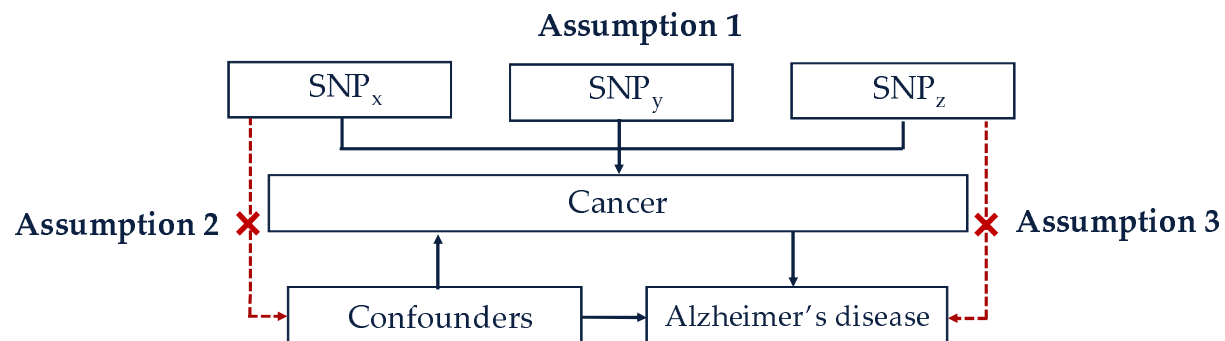 Assumption 1
SNPx SNPy SNPz
Cancer
Assumption 2 Assumption 3
Confounders Alzheimer's disease